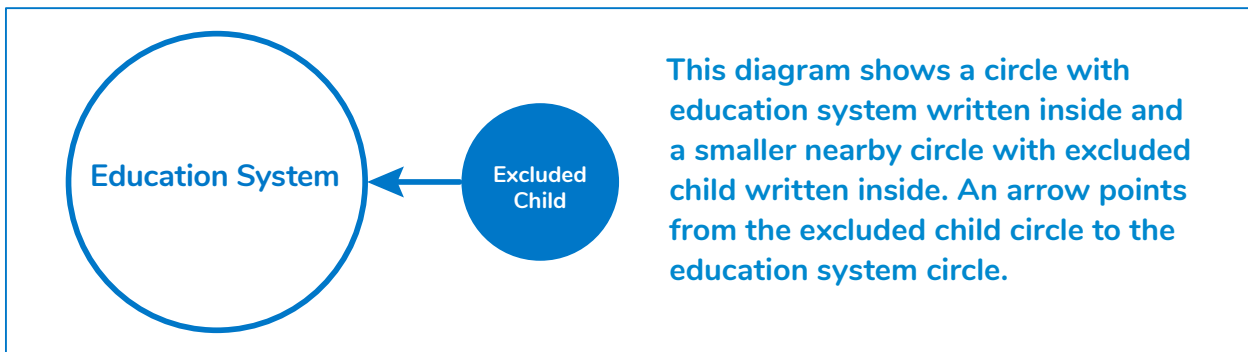 Education System
Excluded
Child
This diagram shows a circle with
education system written inside and
a smaller nearby circle with excluded
child written inside. An arrow points
from the excluded child circle to the
education system circle.